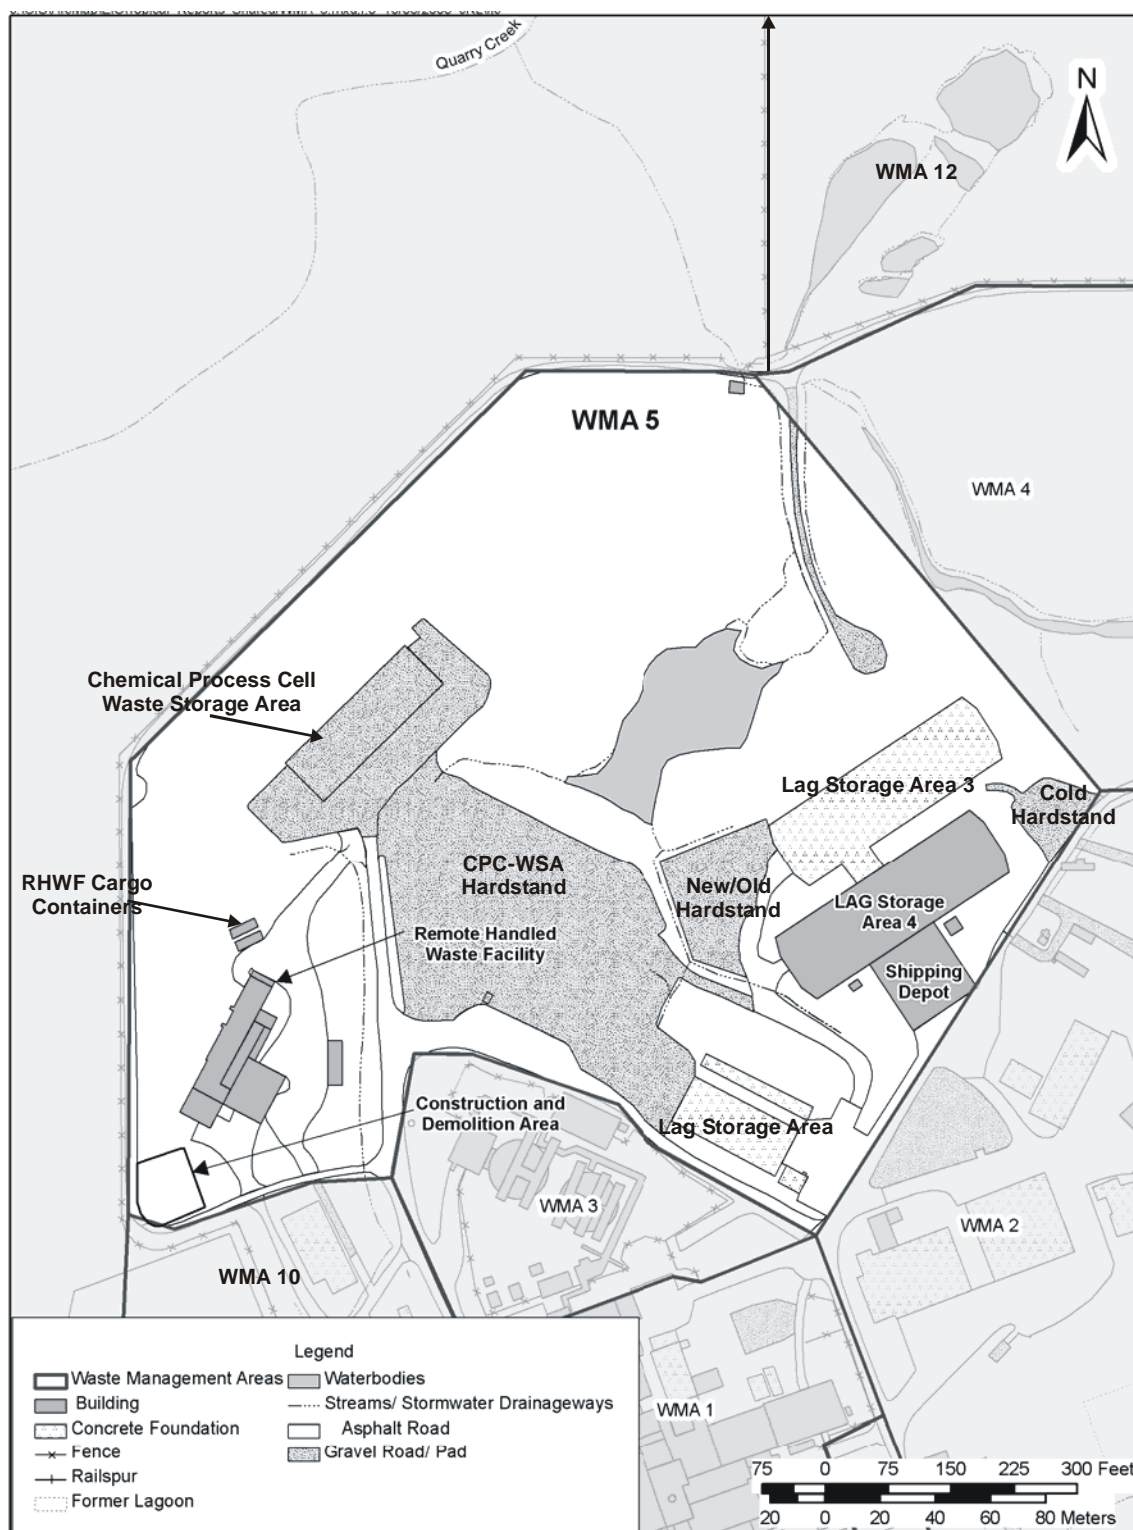 Quarry Creek
N
WMA 12
WMA 5
WMA 4
Chemical Process Cell
Waste Storage Area
Lag Storage Area 3
Cold
Hardstand
CPC-WSA
Hardstand
RHWF Cargo
Containers
New/Old
Hardstand
LAG Storage
Area 4
Remote Handled
Waste Facility
Shipping
Depot
Construction and
Demolition Area
Lag Storage Area
WMA 3
WMA 2
WMA 10
WMA 1
Legend
Waste Management Areas
Building
Concrete Foundation
Fence
Railspur
Former Lagoon
Waterbodies
Streams/ Stormwater Drainageways
Asphalt Road
Gravel Road/ Pad
75 0 75 150 225 300 Feet
20 0 20 40 60 80 Meters